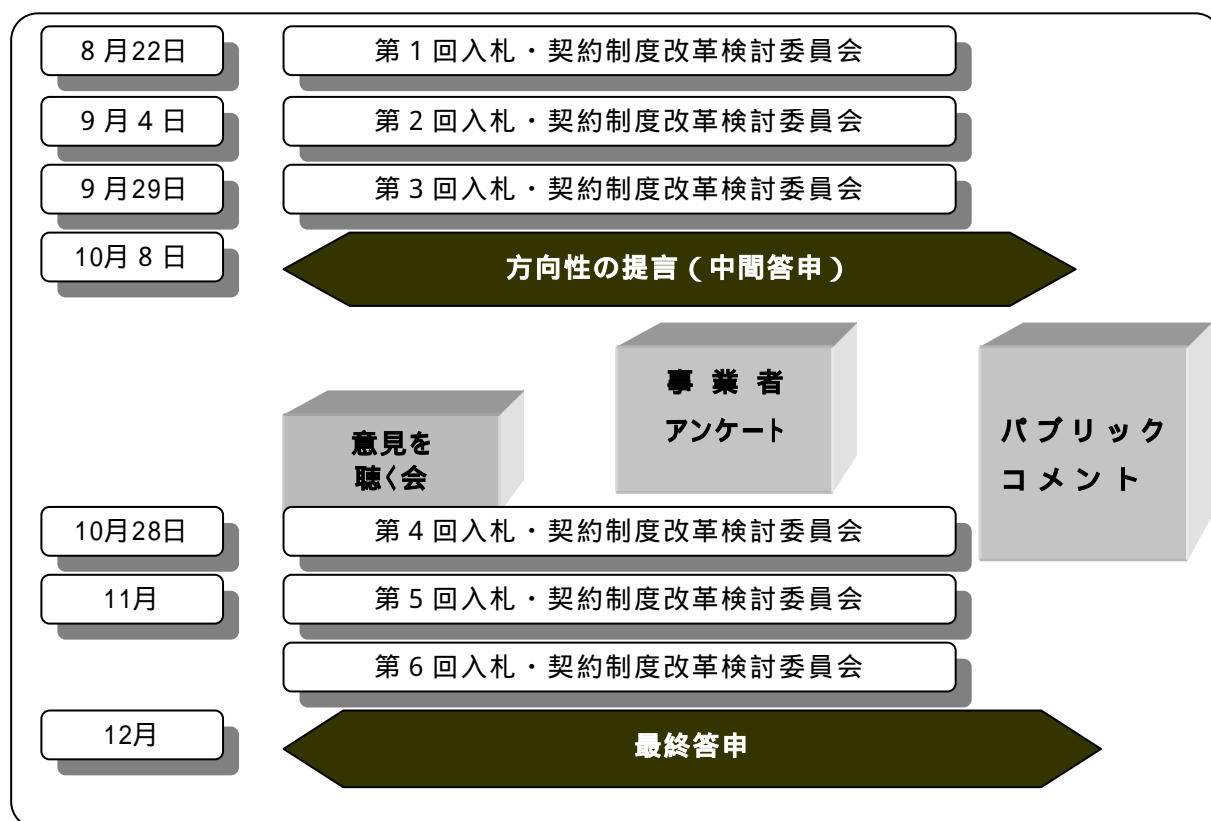 8月22日
第1回入札・契約制度改革検討委員会
9月4日
第2回入札・契約制度改革検討委員会
9月29日
第3回入札・契約制度改革検討委員会
10月8日
方向性の提言（中間答申）
事業者
アンケート
意見を
聴く会
パブリック
コメント
10月28日
第4回入札・契約制度改革検討委員会
11月
第5回入札・契約制度改革検討委員会
第6回入札・契約制度改革検討委員会
12月
最終答申